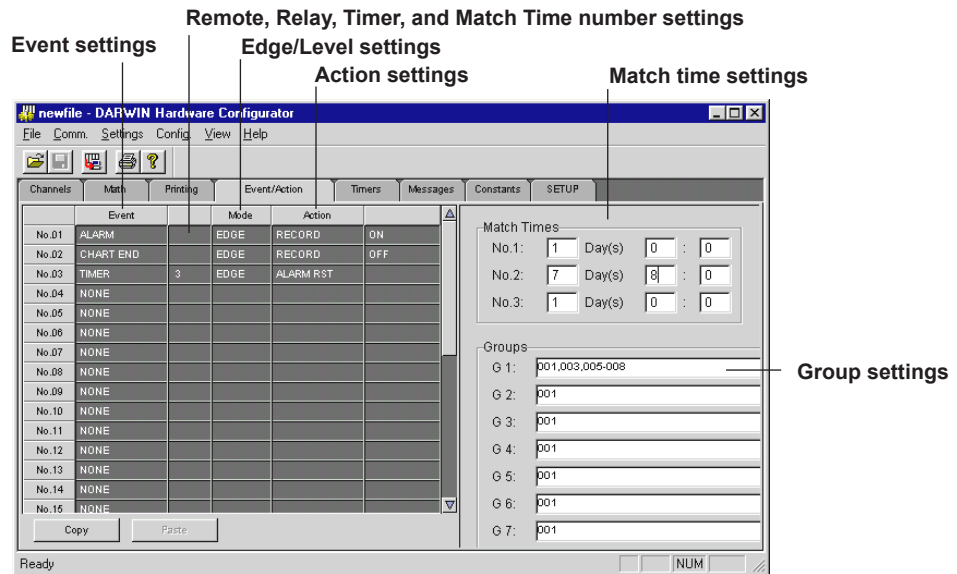 Remote, Relay, Timer, and Match Time number settings
Event settings
Edge/Level settings
Action settings
Match time settings
newfile - DARWIN Hardware Configurator
File Comm. Settings Config. View Help
Channels Math Printing Event/Action Timers Messages Constants SETUP
Event Mode Action
No.01 ALARM EDGE RECORD ON
No.02 CHART END EDGE RECORD OFF
No.03 TIMER 3 EDGE ALARM RST
No.04 NONE
No.05 NONE
No.06 NONE
No.07 NONE
No.08 NONE
No.09 NONE
No.10 NONE
No.11 NONE
No.12 NONE
No.13 NONE
No.14 NONE
No.15 NONE
Copy Paste
Match Times
No.1: 1 Day(s) 0 : 0
No.2: 7 Day(s) 8 : 0
No.3: 1 Day(s) 0 : 0
Groups
G 1: 001,003,005-008
G 2: 001
G 3: 001
G 4: 001
G 5: 001
G 6: 001
G 7: 001
Group settings
Ready NUM